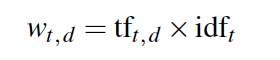 w_{t,d} = tf_{t,d} × idf_t